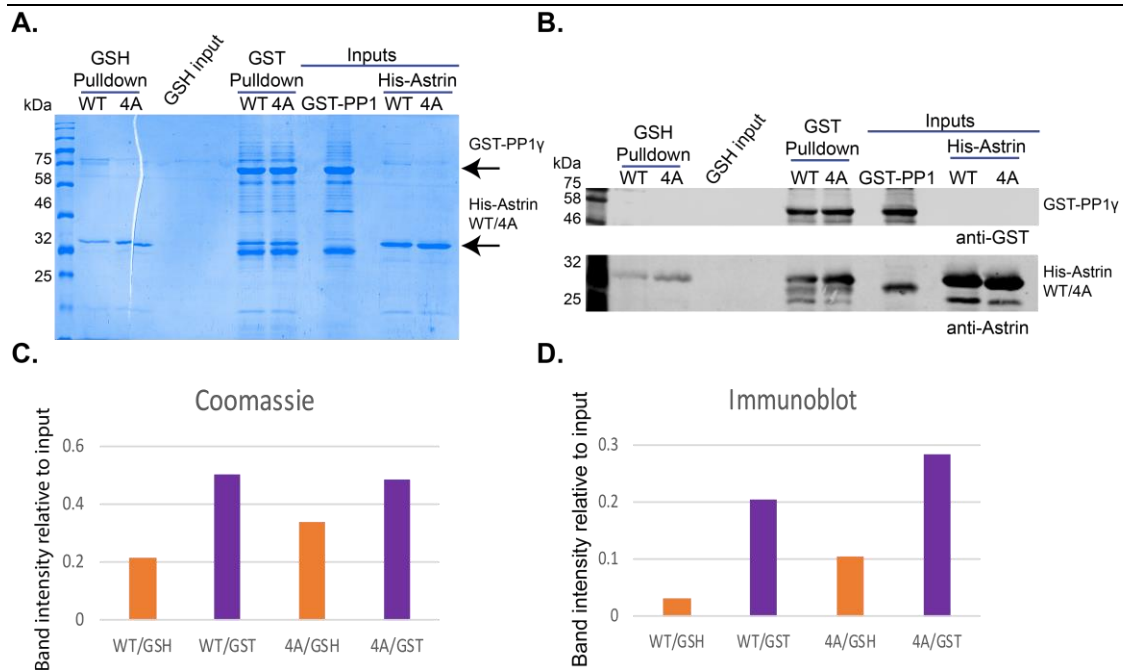 A.
GSH Pulldown
GSH input
GST Pulldown
Inputs
His-Astrin
kDa
WT 4A
WT 4A
GST-PP1
WT 4A
75
58
46
32
25
GST-PP1γ
His-Astrin
WT/4A
B.
GSH Pulldown
GSH input
GST Pulldown
Inputs
His-Astrin
kDa
WT 4A
WT 4A
GST-PP1
WT 4A
75
58
46
GST-PP1γ
anti-GST
32
25
His-Astrin
WT/4A
anti-Astrin
C.
Coomassie
Band intensity relative to input
0.6
0.4
0.2
0
WT/GSH WT/GST 4A/GSH 4A/GST
D.
Immunoblot
Band intensity relative to input
0.3
0.2
0.1
0
WT/GSH WT/GST 4A/GSH 4A/GST